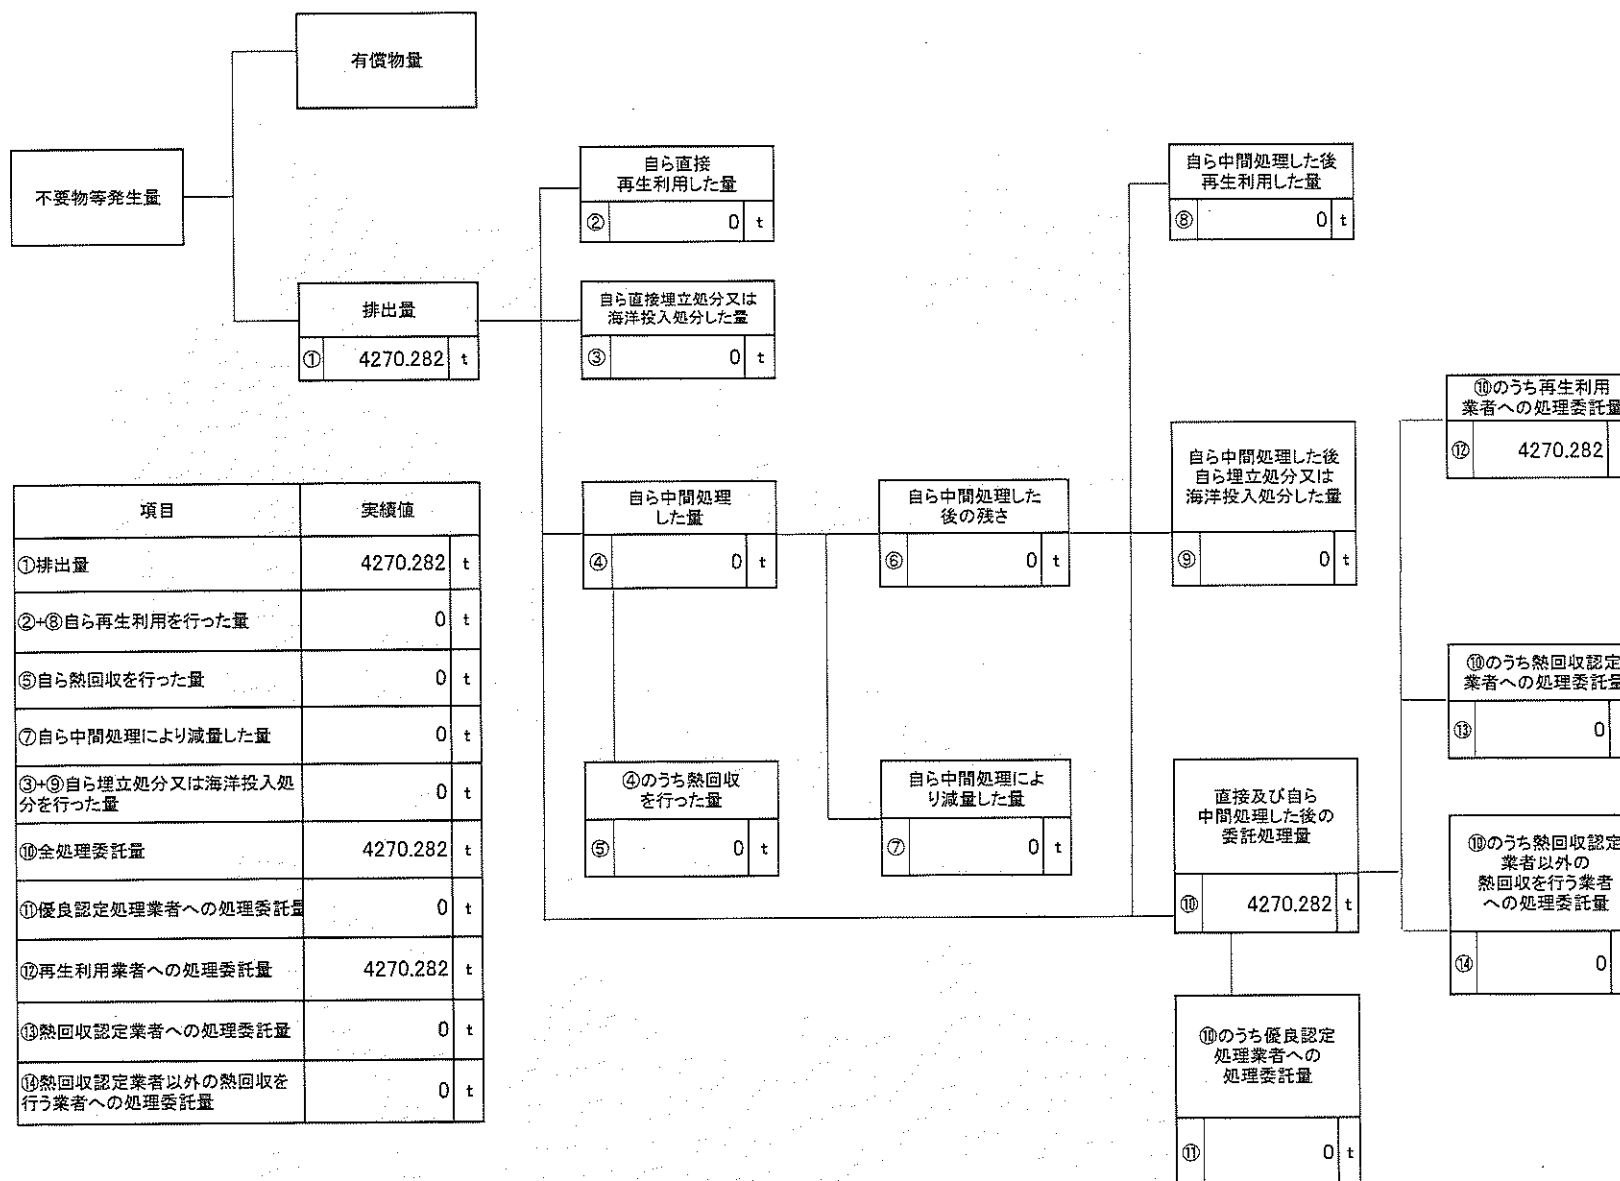 有償物量
不要物等発生量
排出量
① 4270.282 t
自ら直接
再生利用した量
② 0 t
自ら直接埋立処分又は
海洋投入処分した量
③ 0 t
自ら中間処理
した量
④ 0 t
④のうち熱回収
を行った量
⑤ 0 t
自ら中間処理した
後の残さ
⑥ 0 t
自ら中間処理によ
り減量した量
⑦ 0 t
自ら中間処理した後
再生利用した量
⑧ 0 t
自ら中間処理した後
自ら埋立処分又は
海洋投入処分した量
⑨ 0 t
直接及び自ら
中間処理した後の
委託処理量
⑩ 4270.282 t
⑩のうち優良認定
処理業者への
処理委託量
⑪ 0 t
⑩のうち再生利用
業者への処理委託量
⑫ 4270.282
⑩のうち熱回収認定
業者への処理委託量
⑬ 0
⑩のうち熱回収認定
業者以外の
熱回収を行う業者
への処理委託量
⑭ 0
項目 実績値
①排出量 4270.282 t
②+⑧自ら再生利用を行った量 0 t
⑤自ら熱回収を行った量 0 t
⑦自ら中間処理により減量した量 0 t
③+⑨自ら埋立処分又は海洋投入処
分を行った量 0 t
⑩全処理委託量 4270.282 t
⑪優良認定処理業者への処理委託量 0 t
⑫再生利用業者への処理委託量 4270.282 t
⑬熱回収認定業者への処理委託量 0 t
⑭熱回収認定業者以外の熱回収を
行う業者への処理委託量 0 t